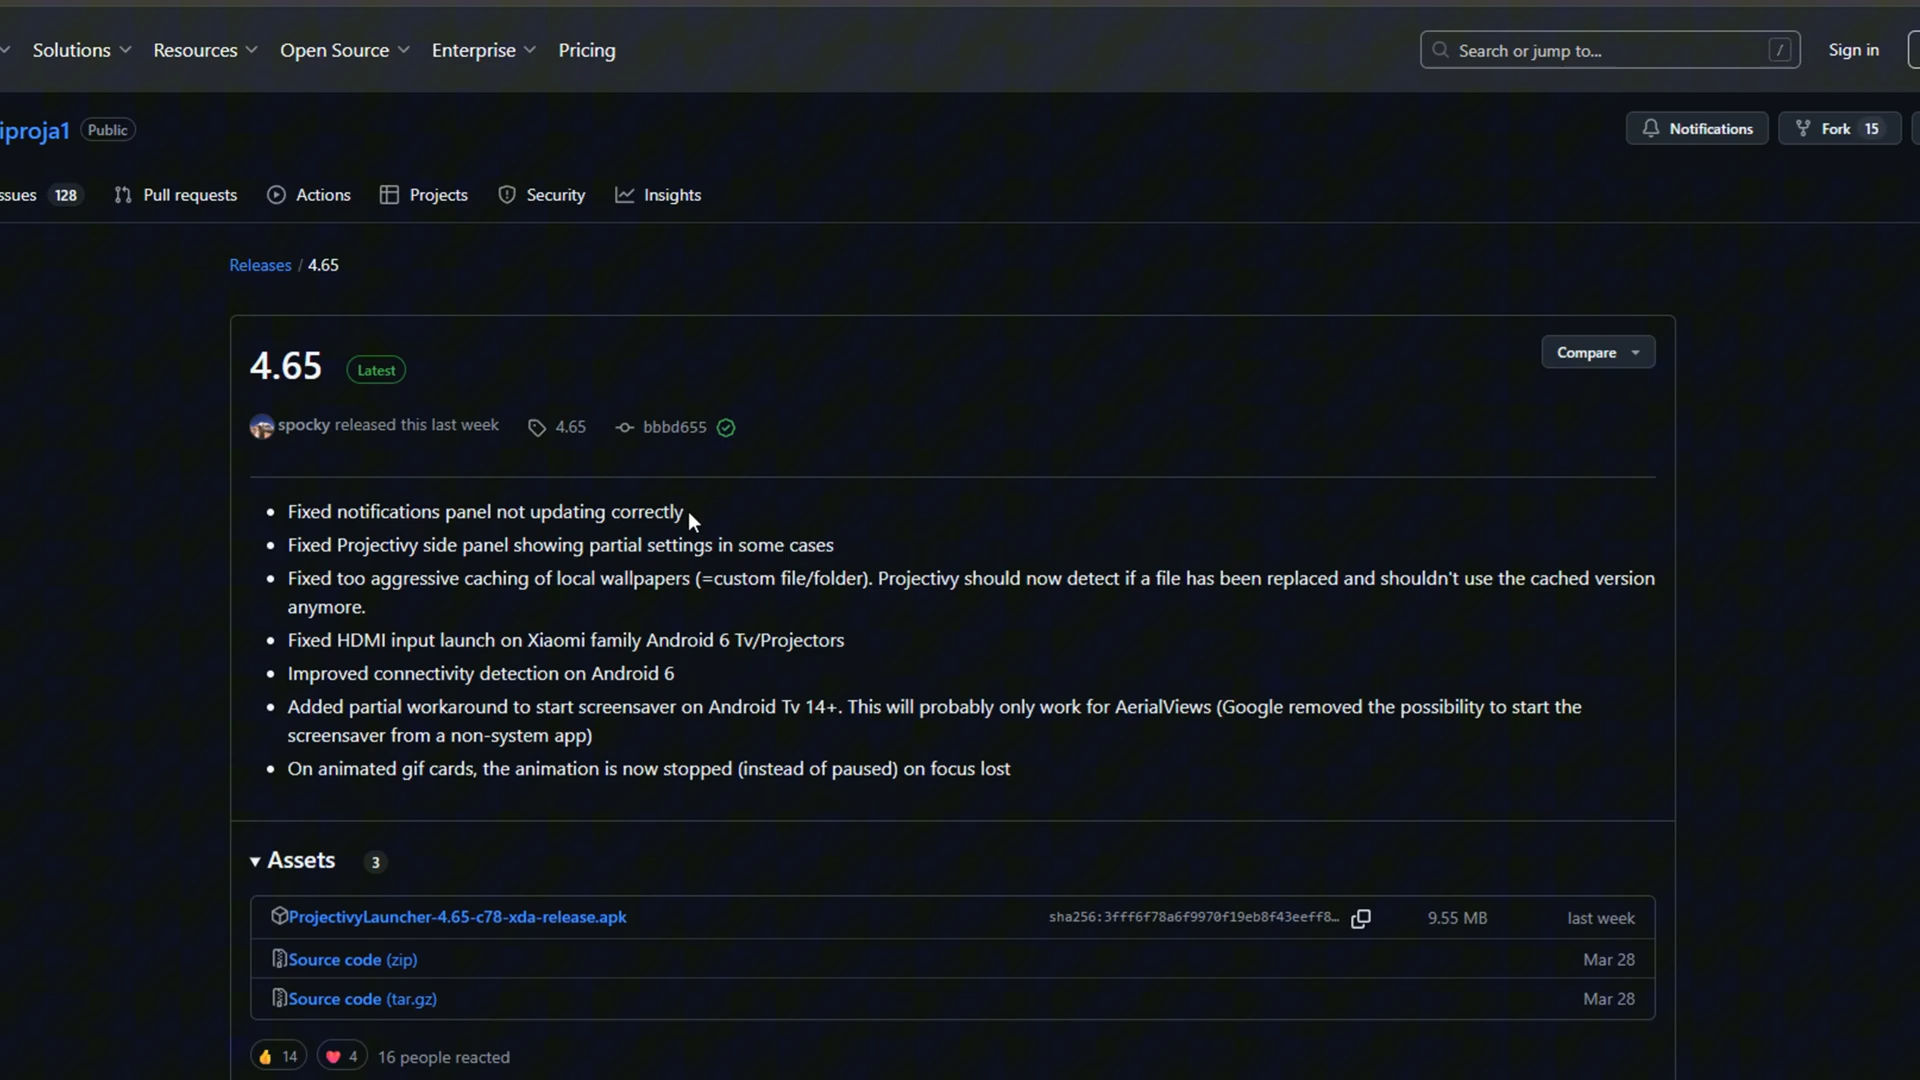 Solutions Resources Open Source Enterprise Pricing Search or jump to... / Sign in
iproja1 Public Notifications Fork 15
ssues 128 Pull requests Actions Projects Security Insights
Releases / 4.65
4.65 Latest Compare
spocky released this last week 4.65 bbbd655
• Fixed notifications panel not updating correctly
• Fixed Projectivy side panel showing partial settings in some cases
• Fixed too aggressive caching of local wallpapers (=custom file/folder). Projectivy should now detect if a file has been replaced and shouldn't use the cached version
anymore.
• Fixed HDMI input launch on Xiaomi family Android 6 Tv/Projectors
• Improved connectivity detection on Android 6
• Added partial workaround to start screensaver on Android Tv 14+. This will probably only work for AerialViews (Google removed the possibility to start the
screensaver from a non-system app)
• On animated gif cards, the animation is now stopped (instead of paused) on focus lost
Assets 3
ProjectivyLauncher-4.65-c78-xda-release.apk sha256:3fff6f78a6f9970f19eb8f43eeff8… 9.55 MB last week
Source code (zip) Mar 28
Source code (tar.gz) Mar 28
👍 14 ❤️ 4 16 people reacted